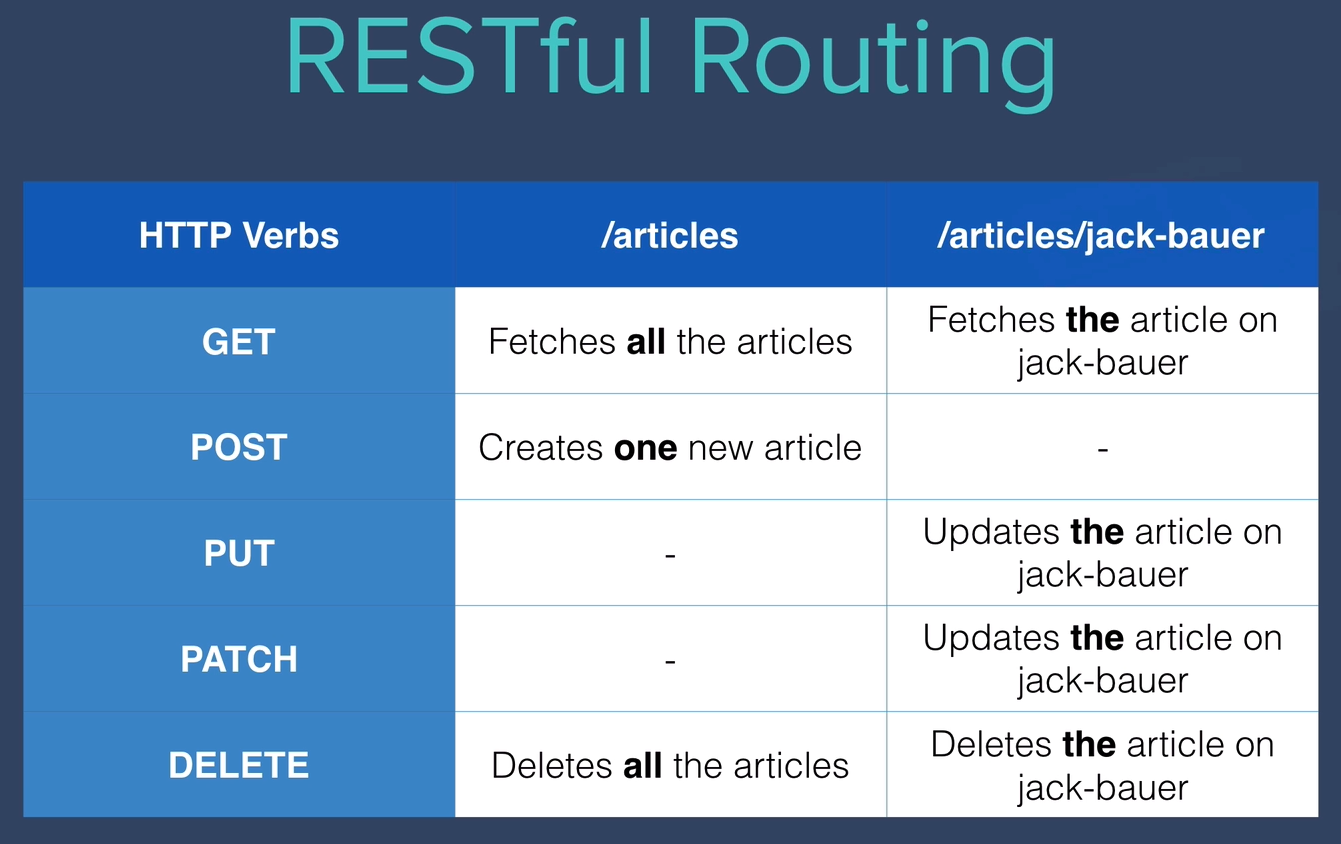 RESTful Routing
HTTP Verbs
/articles
/articles/jack-bauer
GET
Fetches all the articles
Fetches the article on
jack-bauer
POST
Creates one new article
-
PUT
-
Updates the article on
jack-bauer
PATCH
-
Updates the article on
jack-bauer
DELETE
Deletes all the articles
Deletes the article on
jack-bauer